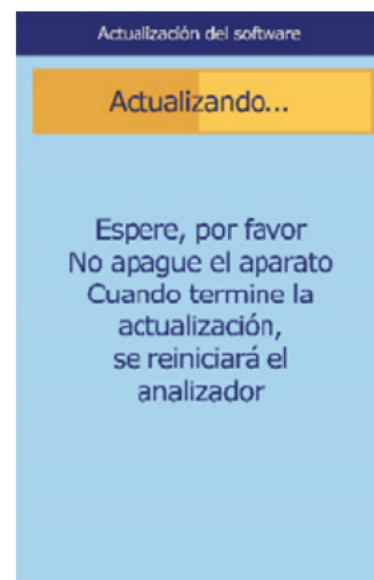 Actualización del software
Actualizando...
Espere, por favor
No apague el aparato
Cuando termine la
actualización,
se reiniciará el
analizador